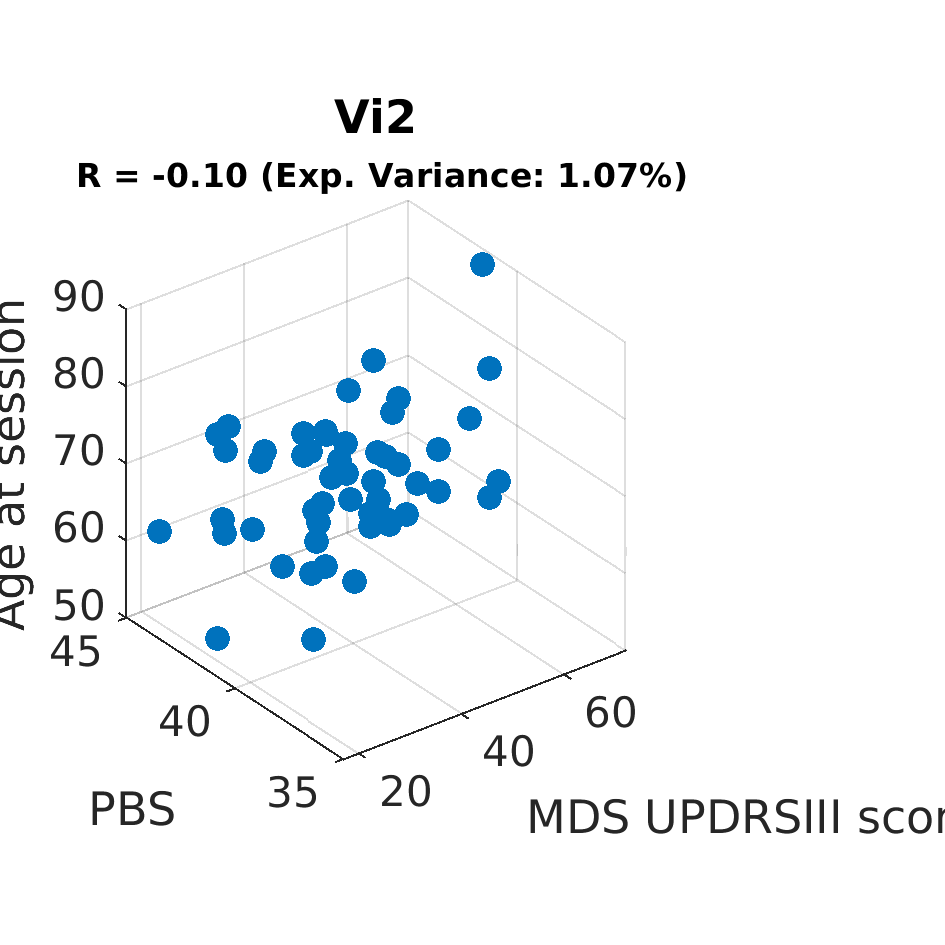 Vi2
R = -0.10 (Exp. Variance: 1.07%)
Age at session
90
80
70
60
50
45
40
35
PBS
20
40
60
MDS UPDRSIII scor